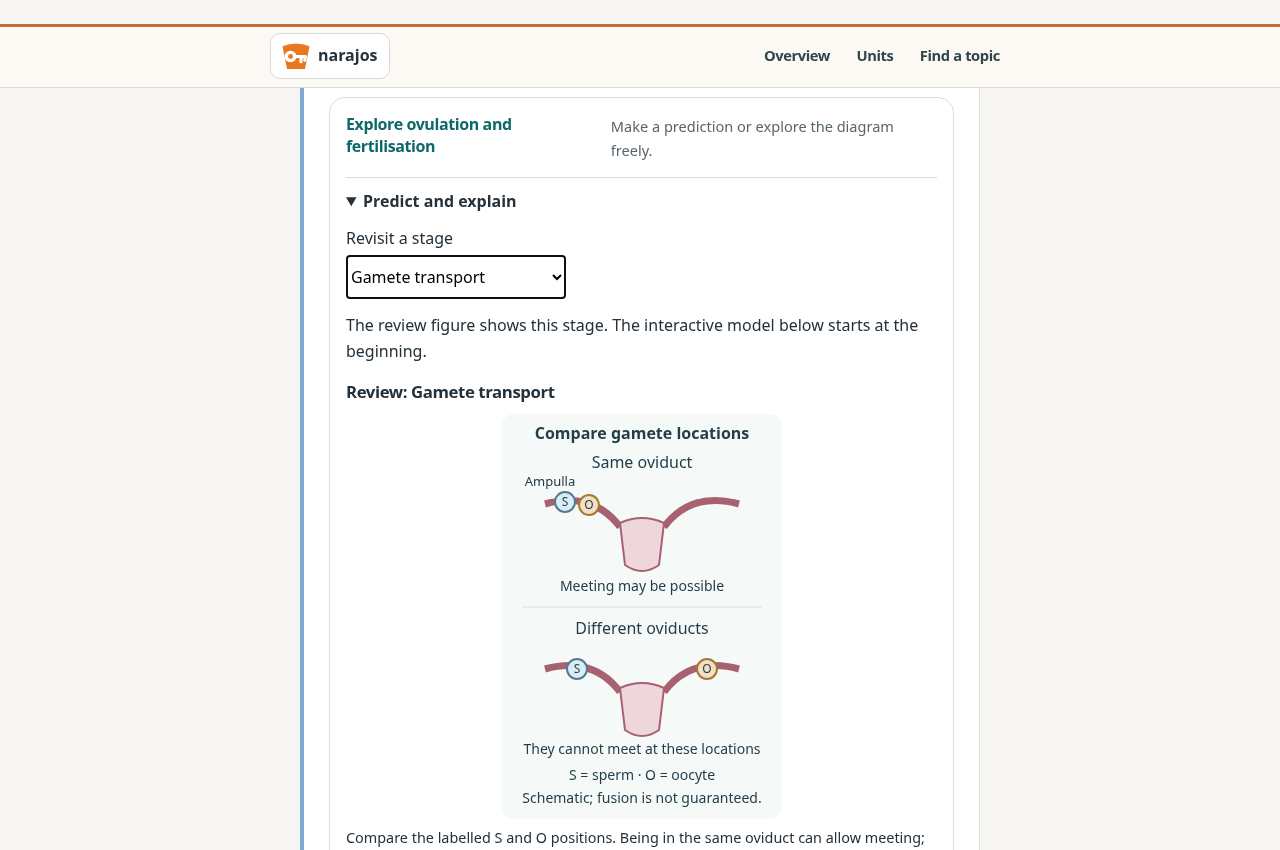 narajos
Overview
Units
Find a topic
Explore ovulation and
fertilisation
Make a prediction or explore the diagram
freely.
▼ Predict and explain
Revisit a stage
Gamete transport
The review figure shows this stage. The interactive model below starts at the
beginning.
Review: Gamete transport
Compare gamete locations
Same oviduct
Ampulla
S
O
Meeting may be possible
Different oviducts
S
O
They cannot meet at these locations
S = sperm · O = oocyte
Schematic; fusion is not guaranteed.
Compare the labelled S and O positions. Being in the same oviduct can allow meeting;